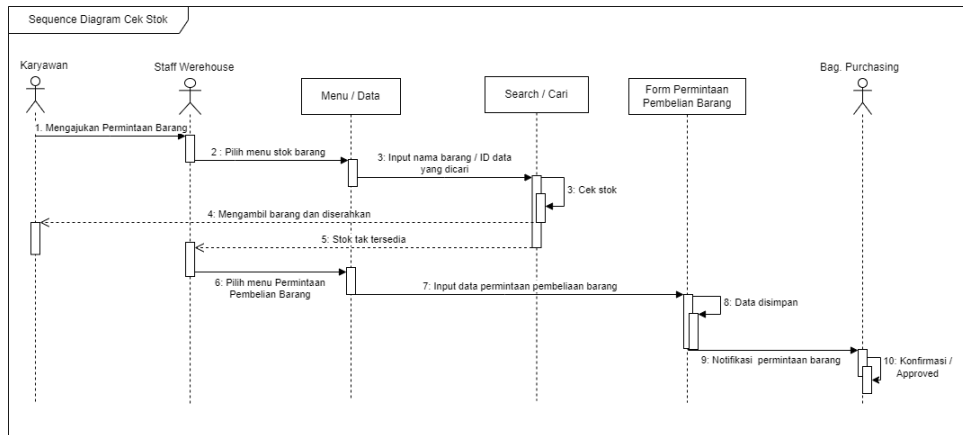 Sequence Diagram Cek Stok
Karyawan
Staff Werehouse
Menu / Data
Search / Cari
Form Permintaan
Pembelian Barang
Bag. Purchasing
1. Mengajukan Permintaan Barang
2 : Pilih menu stok barang
3: Input nama barang / ID data
yang dicari
3: Cek stok
4: Mengambil barang dan diserahkan
5: Stok tak tersedia
6: Pilih menu Permintaan
Pembelian Barang
7: Input data permintaan pembeliaan barang
8: Data disimpan
9: Notifikasi permintaan barang
10: Konfirmasi /
Approved